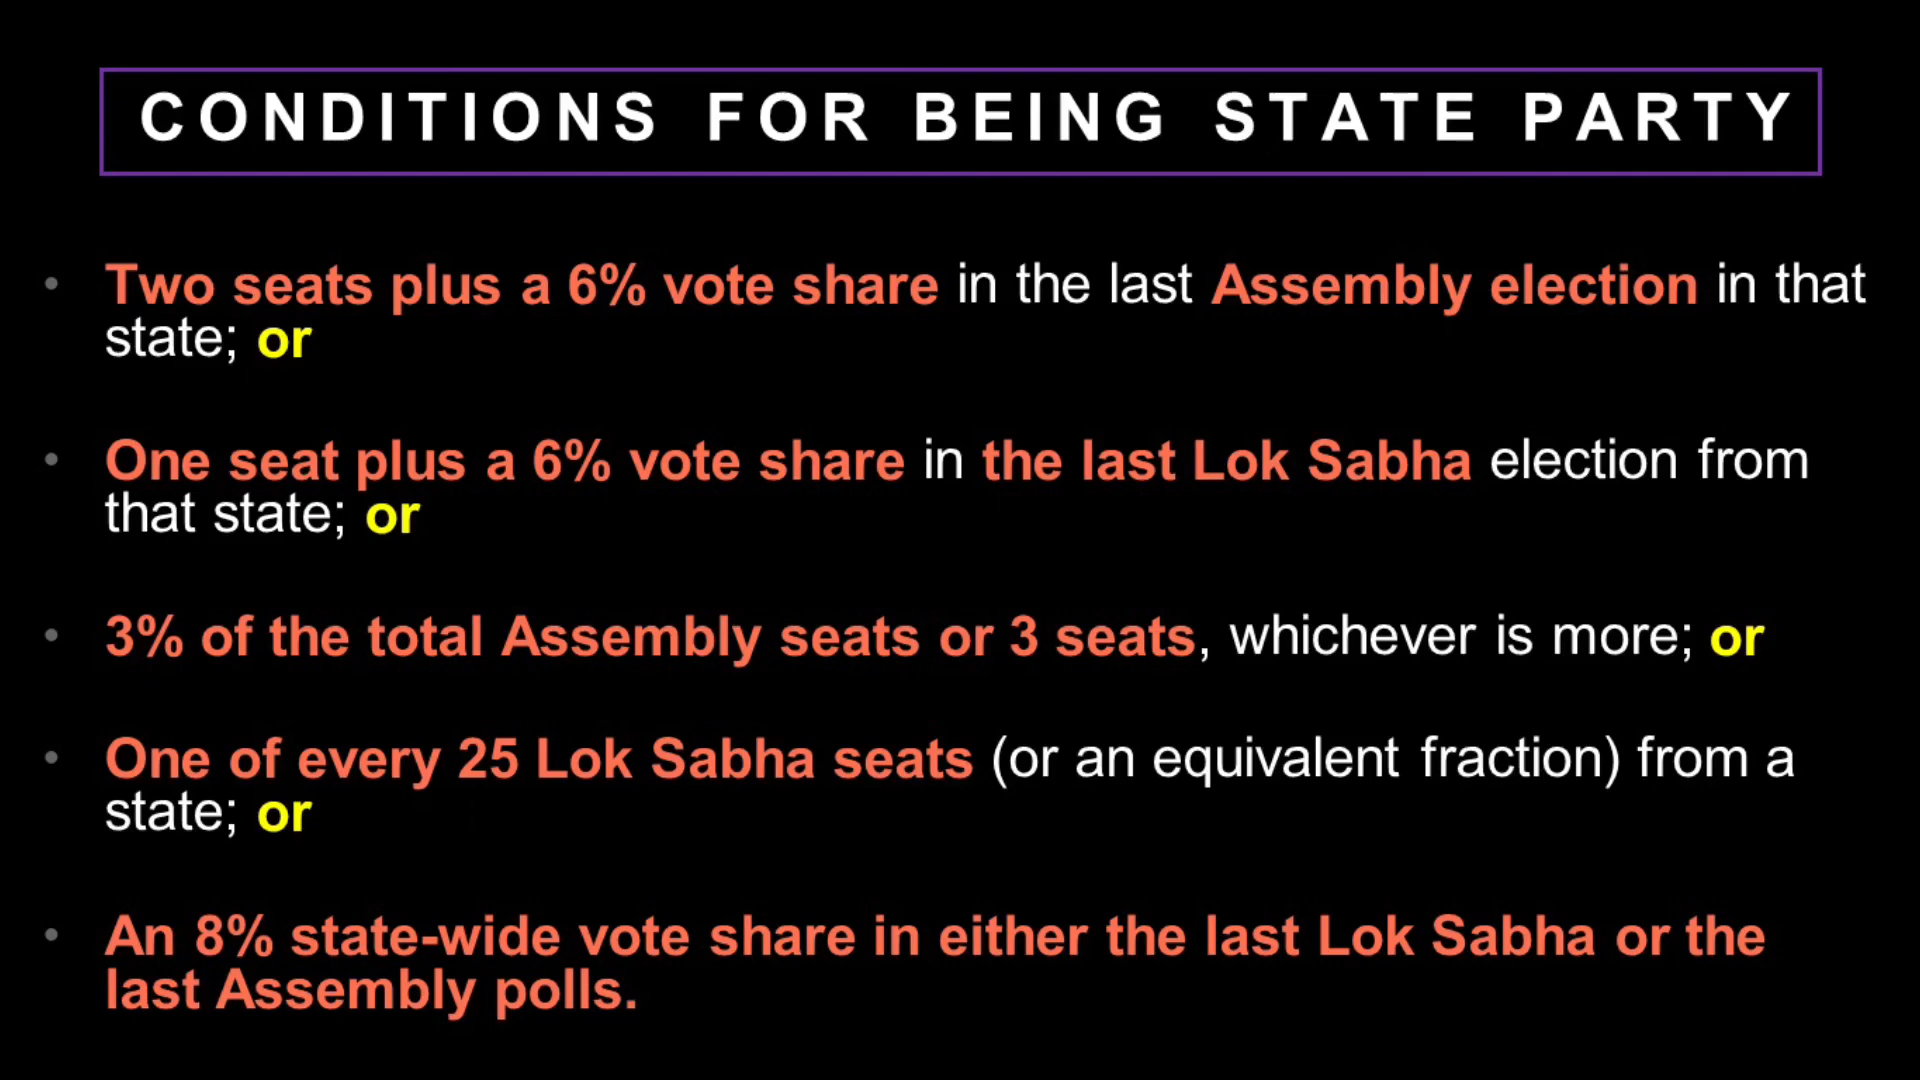 CONDITIONS FOR BEING STATE PARTY
• Two seats plus a 6% vote share in the last Assembly election in that
state; or
• One seat plus a 6% vote share in the last Lok Sabha election from
that state; or
• 3% of the total Assembly seats or 3 seats, whichever is more; or
• One of every 25 Lok Sabha seats (or an equivalent fraction) from a
state; or
• An 8% state-wide vote share in either the last Lok Sabha or the
last Assembly polls.